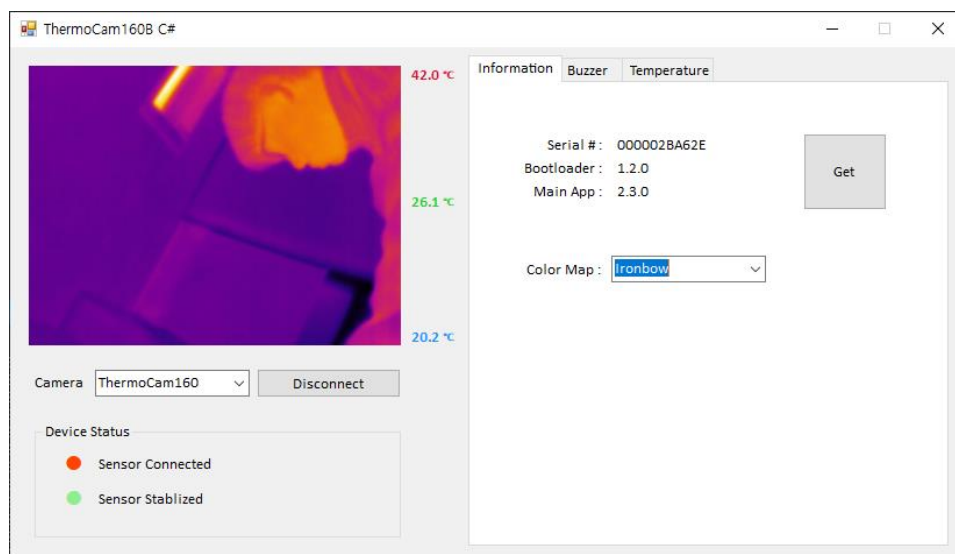 ThermoCam160B C#
42.0 ℃
26.1 ℃
20.2 ℃
Camera ThermoCam160 Disconnect
Device Status
Sensor Connected
Sensor Stablized
Information Buzzer Temperature
Serial # : 000002BA62E
Bootloader : 1.2.0
Main App : 2.3.0
Get
Color Map : Ironbow